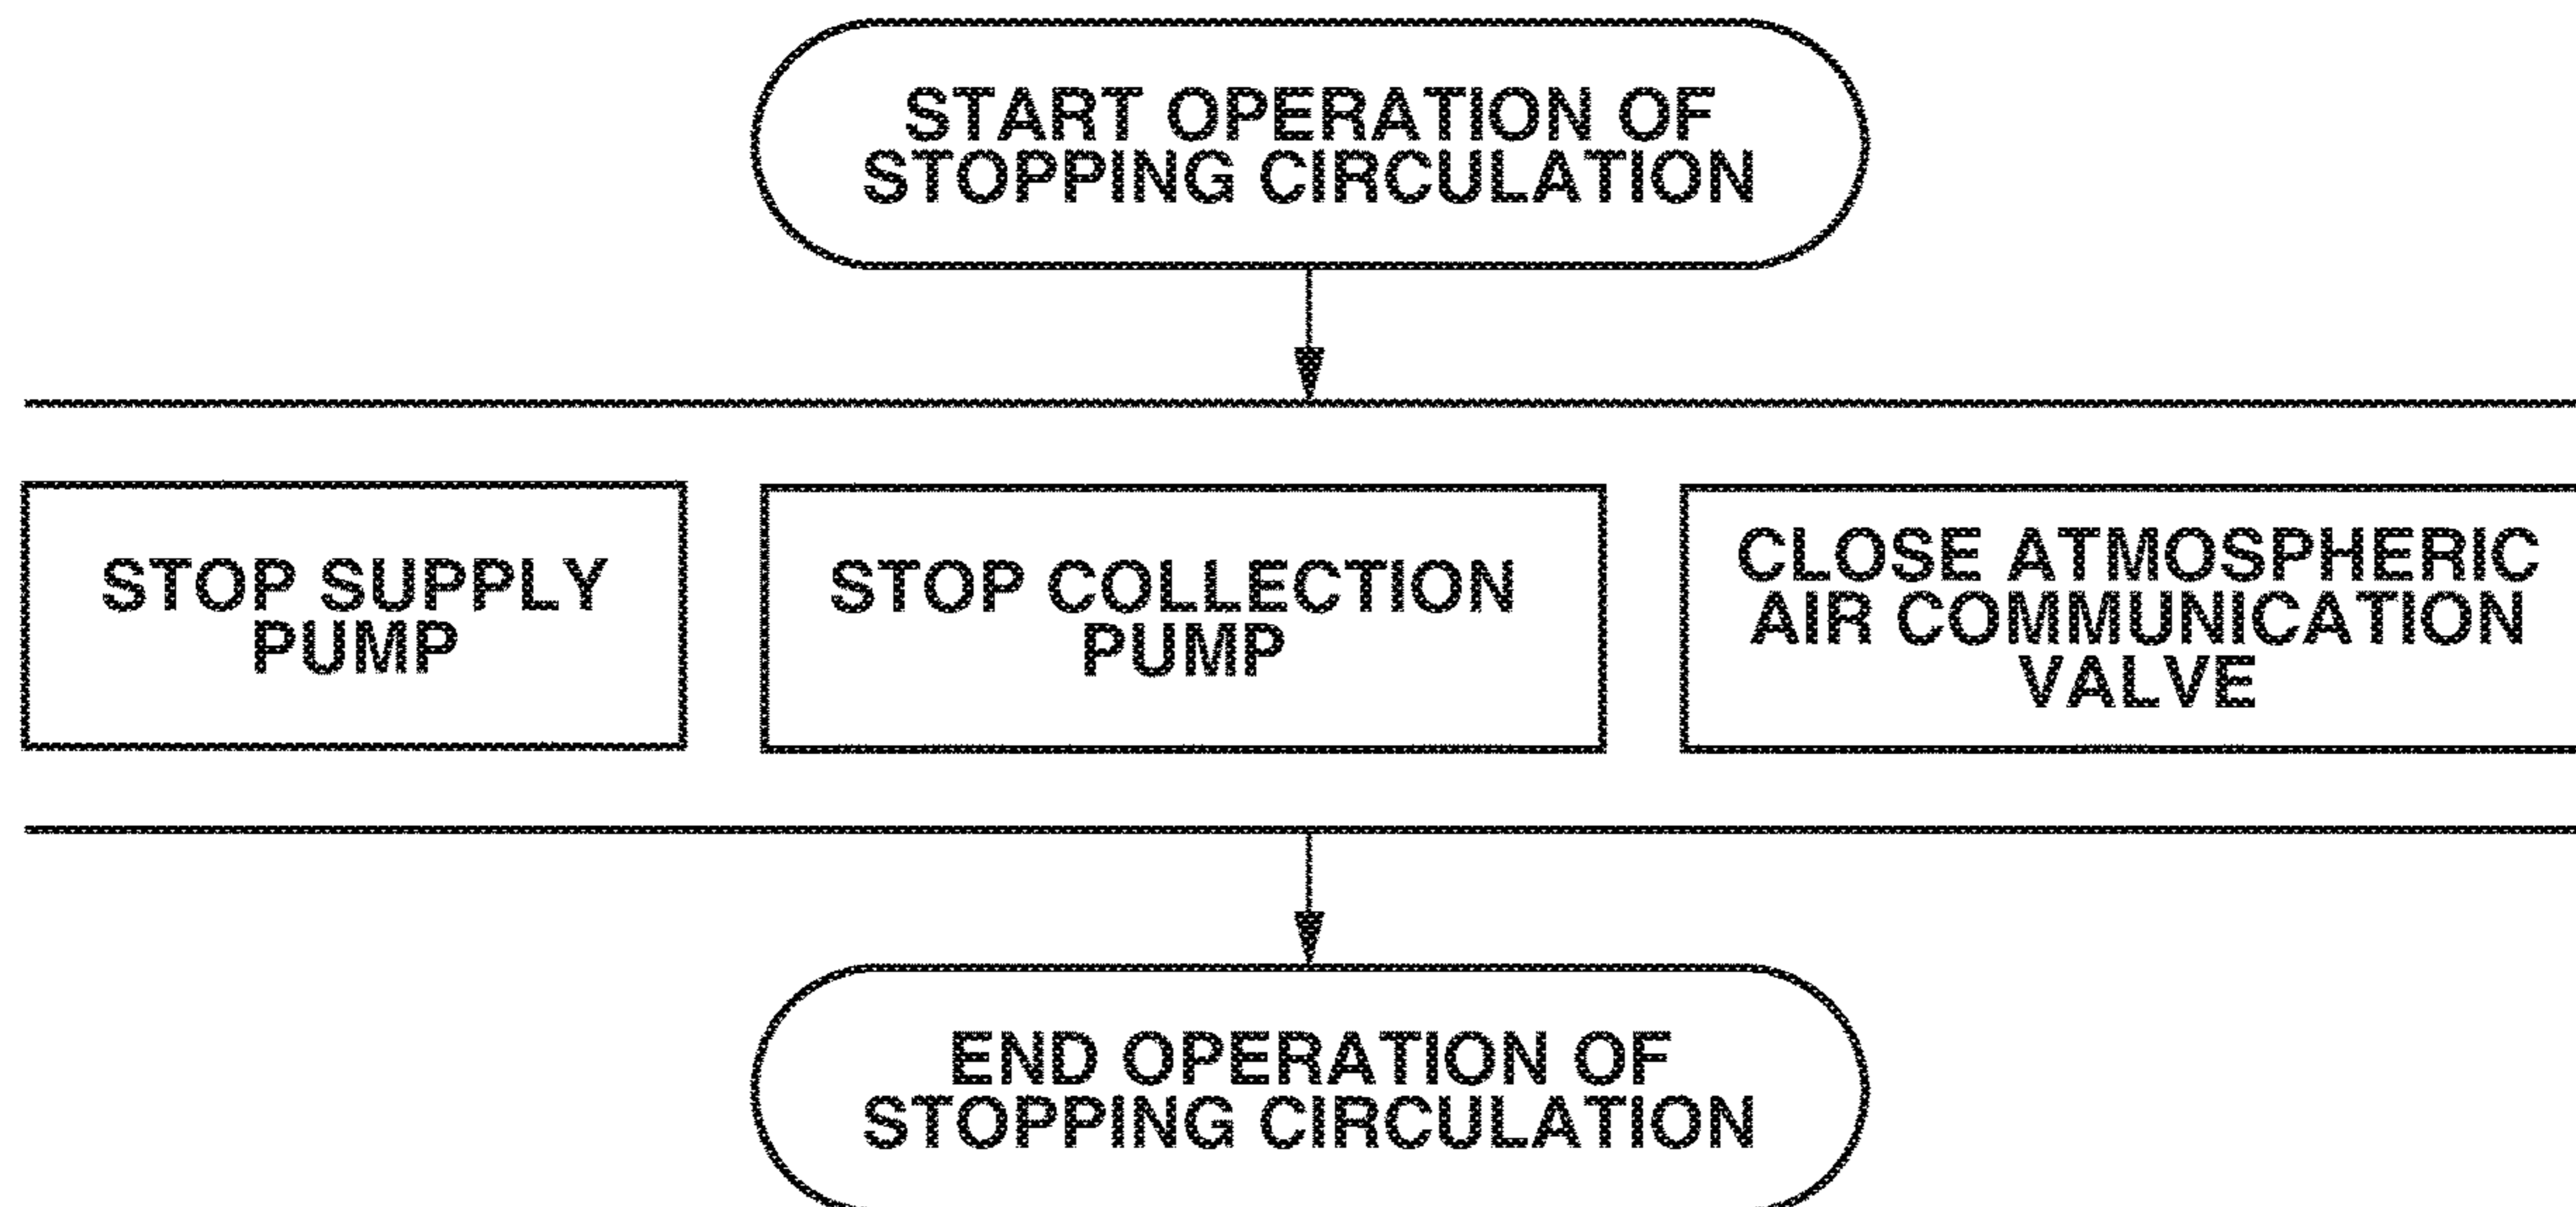 START OPERATION OF
STOPPING CIRCULATION
STOP SUPPLY
PUMP
STOP COLLECTION
PUMP
CLOSE ATMOSPHERIC
AIR COMMUNICATION
VALVE
END OPERATION OF
STOPPING CIRCULATION